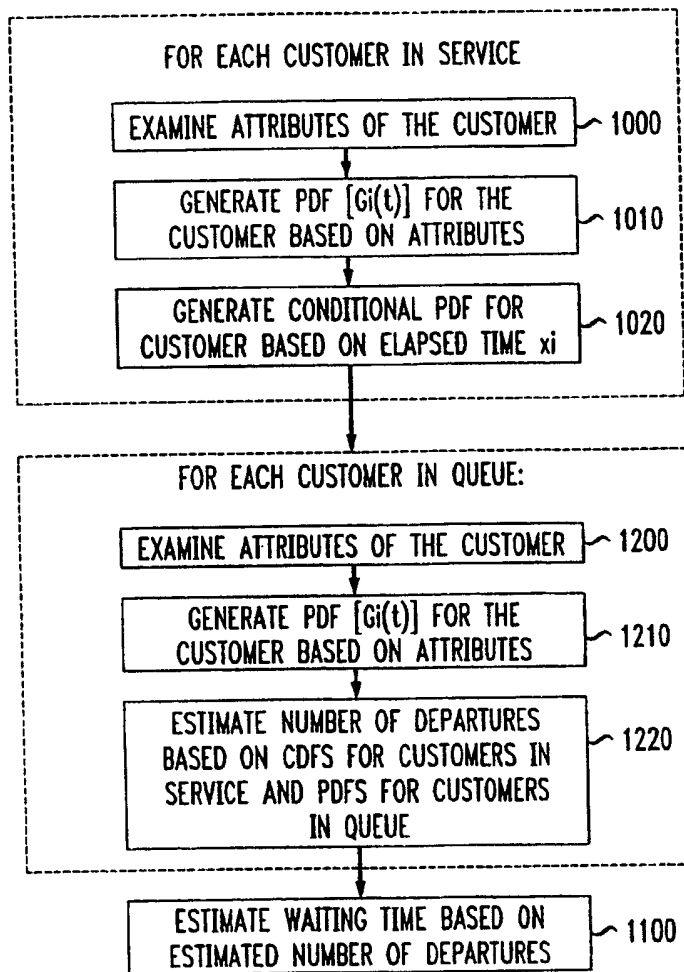 FOR EACH CUSTOMER IN SERVICE
EXAMINE ATTRIBUTES OF THE CUSTOMER
1000
GENERATE PDF [Gi(t)] FOR THE
CUSTOMER BASED ON ATTRIBUTES
1010
GENERATE CONDITIONAL PDF FOR
CUSTOMER BASED ON ELAPSED TIME xi
1020
FOR EACH CUSTOMER IN QUEUE:
EXAMINE ATTRIBUTES OF THE CUSTOMER
1200
GENERATE PDF [Gi(t)] FOR THE
CUSTOMER BASED ON ATTRIBUTES
1210
ESTIMATE NUMBER OF DEPARTURES
BASED ON CDFS FOR CUSTOMERS IN
SERVICE AND PDFS FOR CUSTOMERS
IN QUEUE
1220
ESTIMATE WAITING TIME BASED ON
ESTIMATED NUMBER OF DEPARTURES
1100